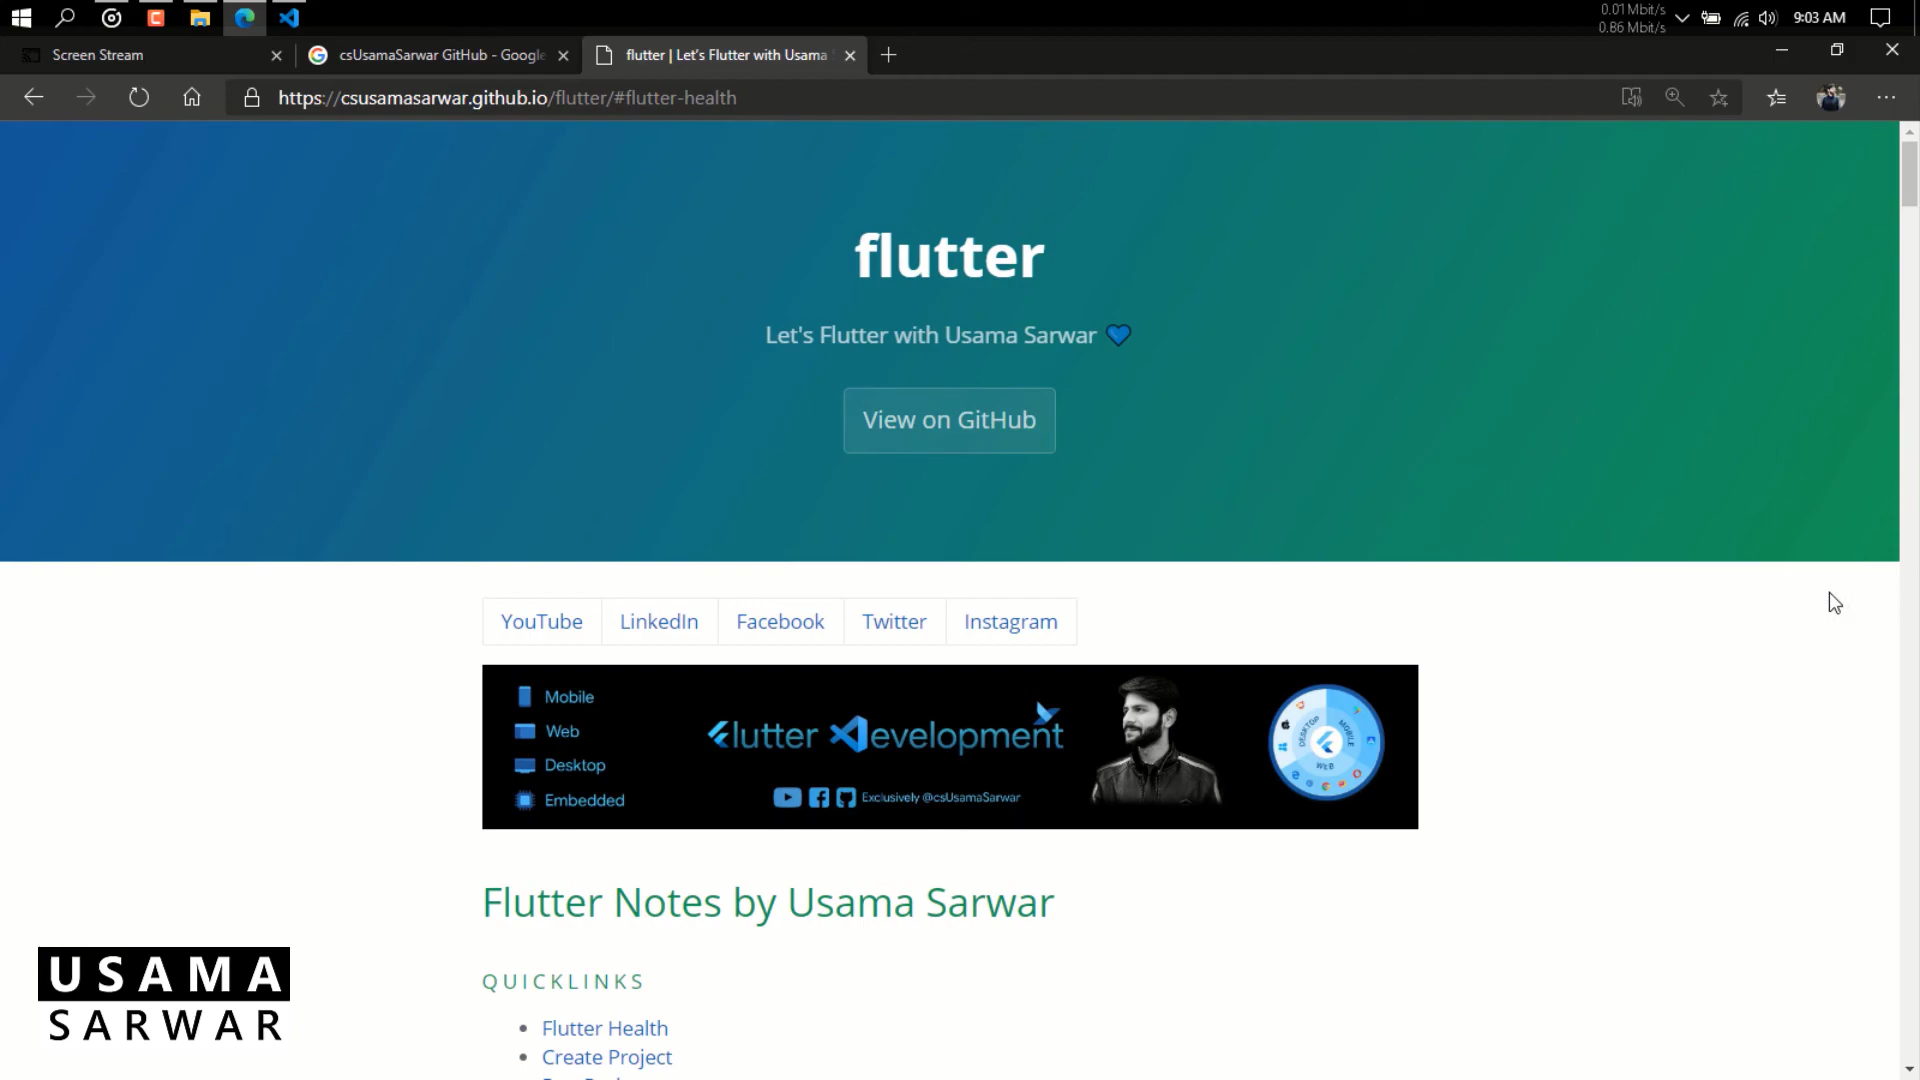 0.01 Mbit/s
0.86 Mbit/s
9:03 AM
Screen Stream
csUsamaSarwar GitHub - Google
flutter | Let's Flutter with Usama
https://csusamasarwar.github.io/flutter/#flutter-health
flutter
Let's Flutter with Usama Sarwar 💙
View on GitHub
YouTube
LinkedIn
Facebook
Twitter
Instagram
Mobile
Web
Desktop
Embedded
Flutter Development
Exclusively @csUsamaSarwar
DESKTOP
MOBILE
WEB
Flutter Notes by Usama Sarwar
QUICKLINKS
Flutter Health
Create Project
USAMA
SARWAR